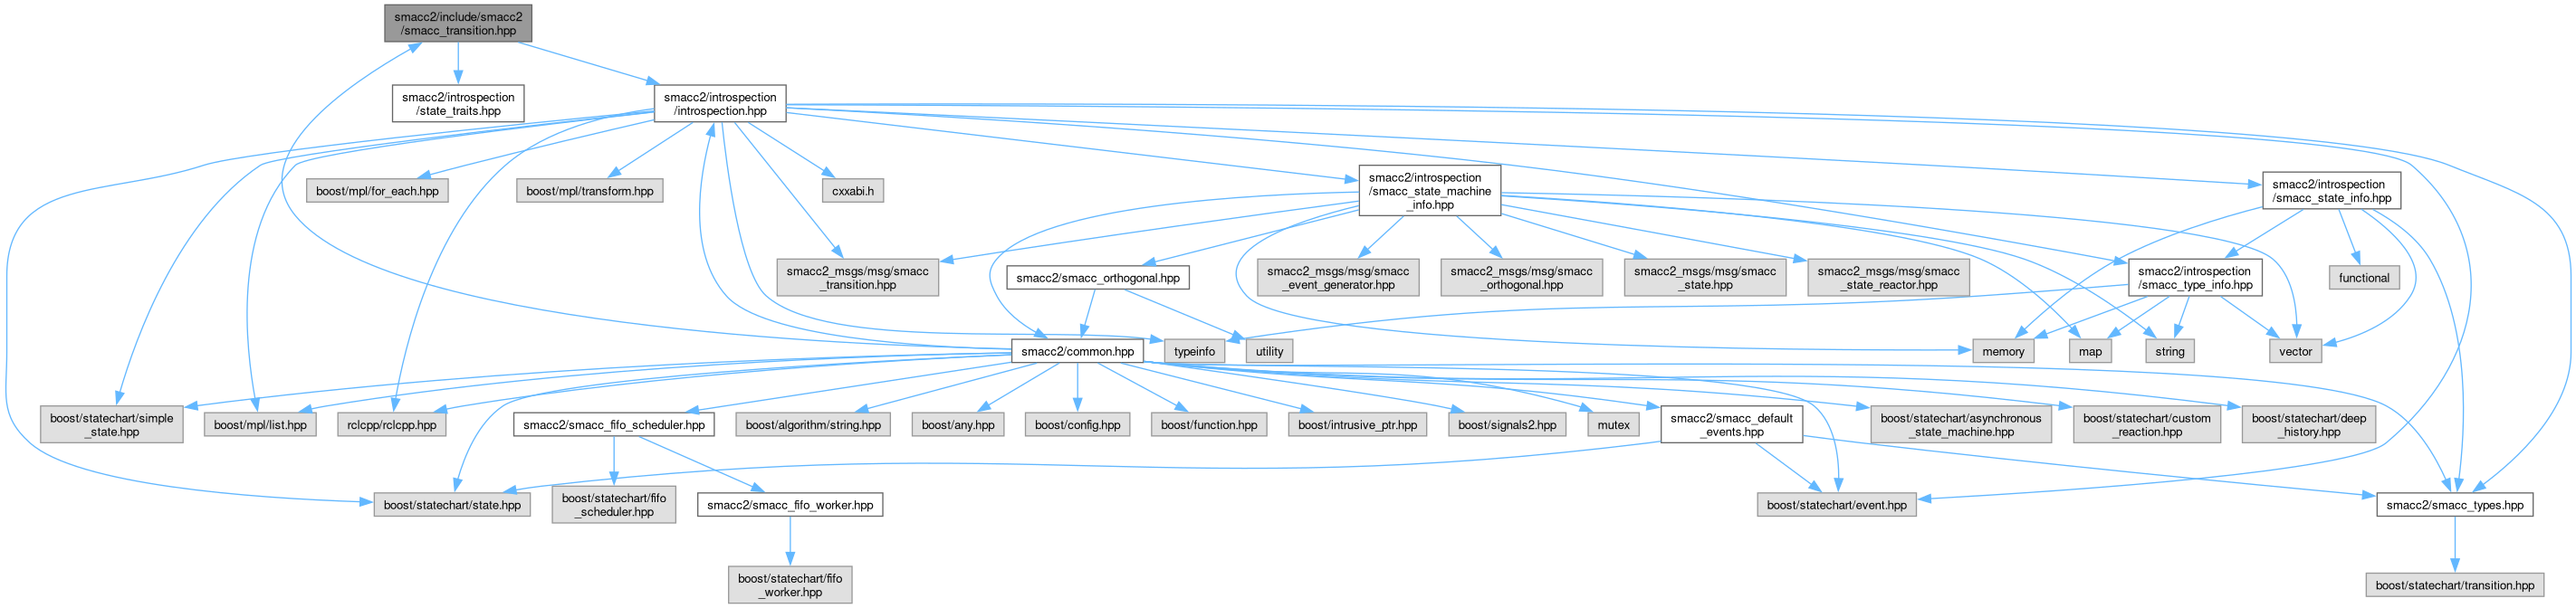 smacc2/include/smacc2
/smacc_transition.hpp
smacc2/introspection
/state_traits.hpp
smacc2/introspection
/introspection.hpp
boost/mpl/for_each.hpp
boost/mpl/transform.hpp
cxxabi.h
smacc2/introspection
/smacc_state_machine
_info.hpp
smacc2/introspection
/smacc_state_info.hpp
smacc2_msgs/msg/smacc
_transition.hpp
smacc2/smacc_orthogonal.hpp
smacc2_msgs/msg/smacc
_event_generator.hpp
smacc2_msgs/msg/smacc
_orthogonal.hpp
smacc2_msgs/msg/smacc
_state.hpp
smacc2_msgs/msg/smacc
_state_reactor.hpp
smacc2/introspection
/smacc_type_info.hpp
functional
smacc2/common.hpp
typeinfo
utility
memory
map
string
vector
boost/statechart/simple
_state.hpp
boost/mpl/list.hpp
rclcpp/rclcpp.hpp
smacc2/smacc_fifo_scheduler.hpp
boost/algorithm/string.hpp
boost/any.hpp
boost/config.hpp
boost/function.hpp
boost/intrusive_ptr.hpp
boost/signals2.hpp
mutex
smacc2/smacc_default
_events.hpp
boost/statechart/asynchronous
_state_machine.hpp
boost/statechart/custom
_reaction.hpp
boost/statechart/deep
_history.hpp
boost/statechart/state.hpp
boost/statechart/fifo
_scheduler.hpp
smacc2/smacc_fifo_worker.hpp
boost/statechart/event.hpp
smacc2/smacc_types.hpp
boost/statechart/fifo
_worker.hpp
boost/statechart/transition.hpp